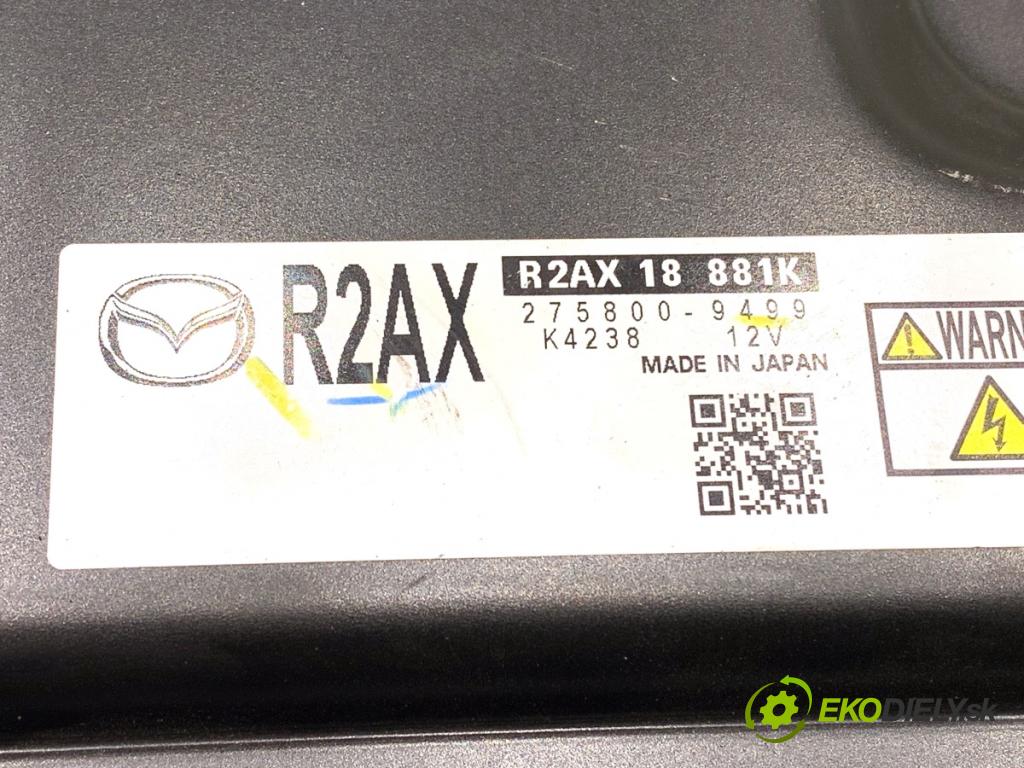 R2AX
R2AX 18 881K
275800-9499
K4238 12V
MADE IN JAPAN
WARN
EKODIELY.sk